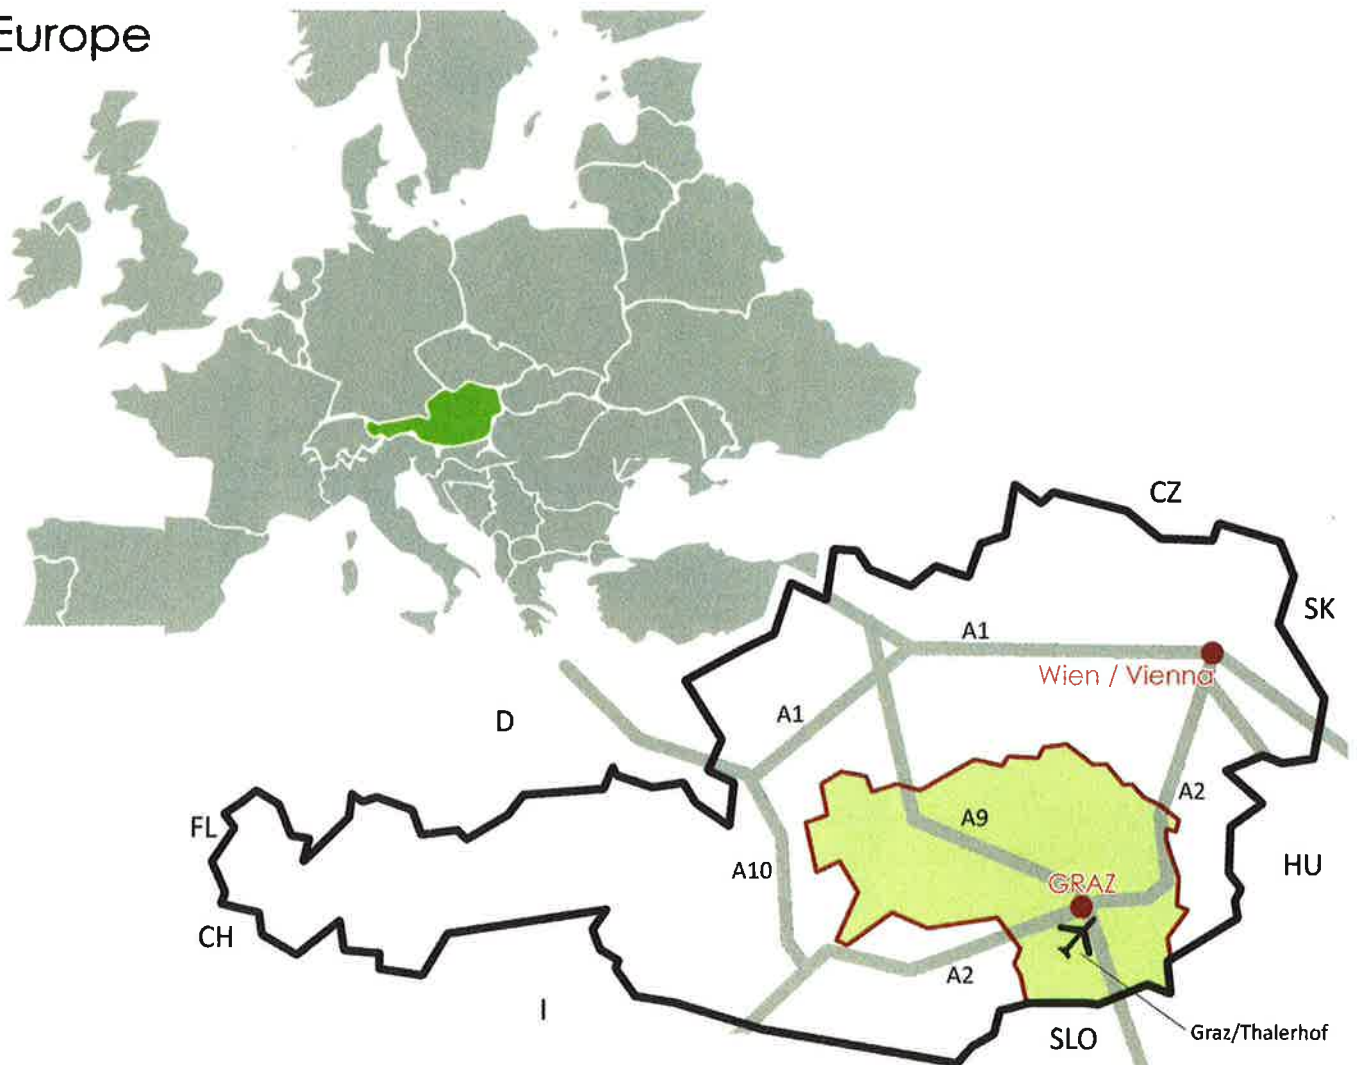 Europe
CZ
SK
A1
Wien / Vienna
A1
D
A2
FL
A9
A10
HU
GRAZ
CH
A2
I
SLO
Graz/Thalerhof